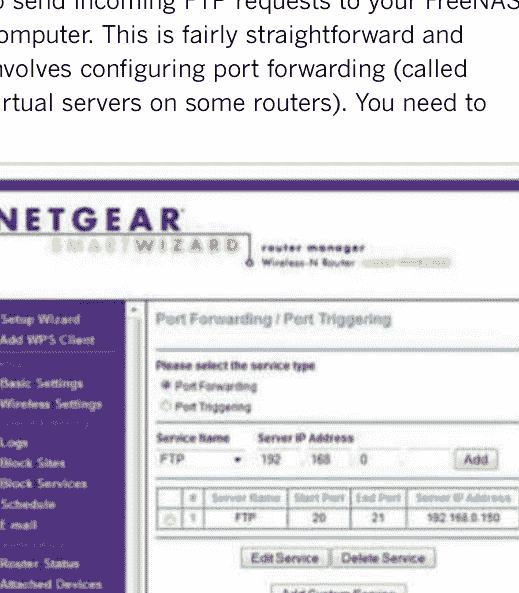 o send incoming FTP requests to your FreeNAS
omputer. This is fairly straightforward and
nvolves configuring port forwarding (called
irtual servers on some routers). You need to
NETGEAR
SMARTWIZARD router manager
Wireless-N Router
Setup Wizard
Add WPS Client
Basic Settings
Wireless Settings
Logs
Block Sites
Block Services
Schedule
E-mail
Router Status
Attached Devices
Port Forwarding / Port Triggering
Please select the service type
Port Forwarding
Port Triggering
Service Name Server IP Address
FTP 192 168 0 Add
# Server Name Start Port End Port Server IP Address
1 FTP 20 21 192.168.0.150
Edit Service Delete Service
Add Custom Service